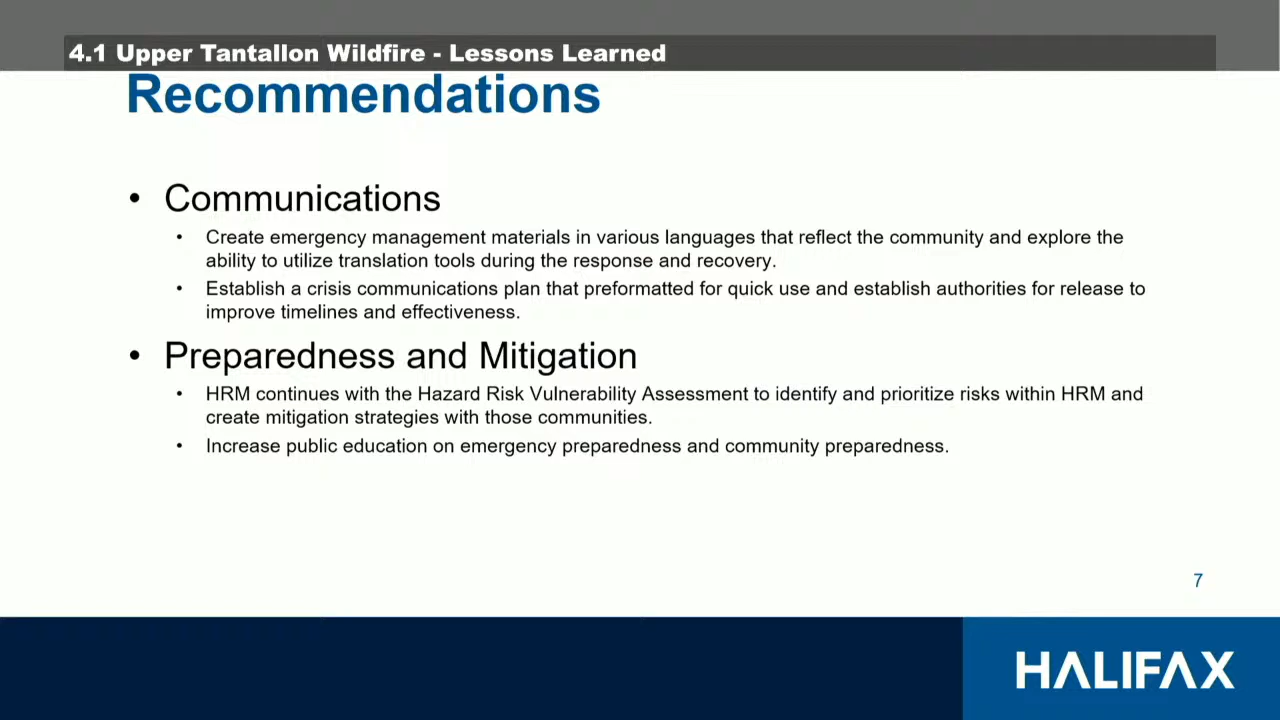 4.1 Upper Tantallon Wildfire - Lessons Learned
Recommendations
• Communications
• Create emergency management materials in various languages that reflect the community and explore the
ability to utilize translation tools during the response and recovery.
• Establish a crisis communications plan that preformatted for quick use and establish authorities for release to
improve timelines and effectiveness.
• Preparedness and Mitigation
• HRM continues with the Hazard Risk Vulnerability Assessment to identify and prioritize risks within HRM and
create mitigation strategies with those communities.
• Increase public education on emergency preparedness and community preparedness.
7
HALIFAX